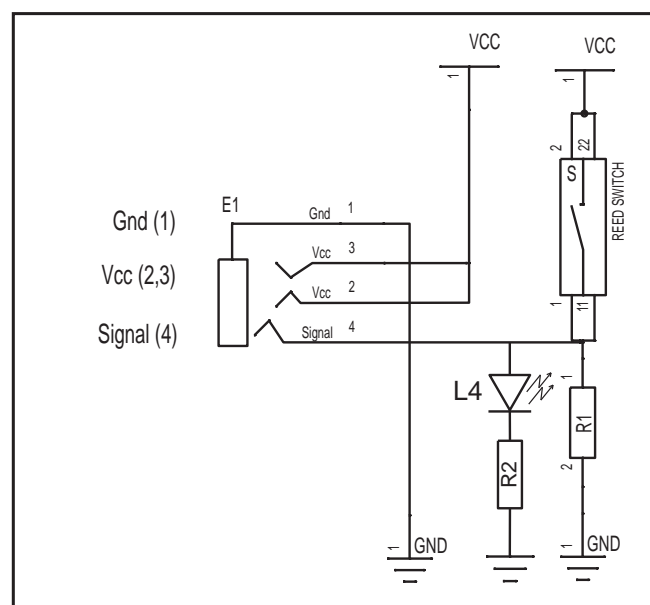 VCC
VCC
1
1
2
22
S
REED SWITCH
E1
Gnd (1)
Gnd
1
Vcc (2,3)
Vcc
3
Vcc
2
1
11
Signal (4)
Signal
4
L4
1
R1
R2
2
1
GND
1
GND